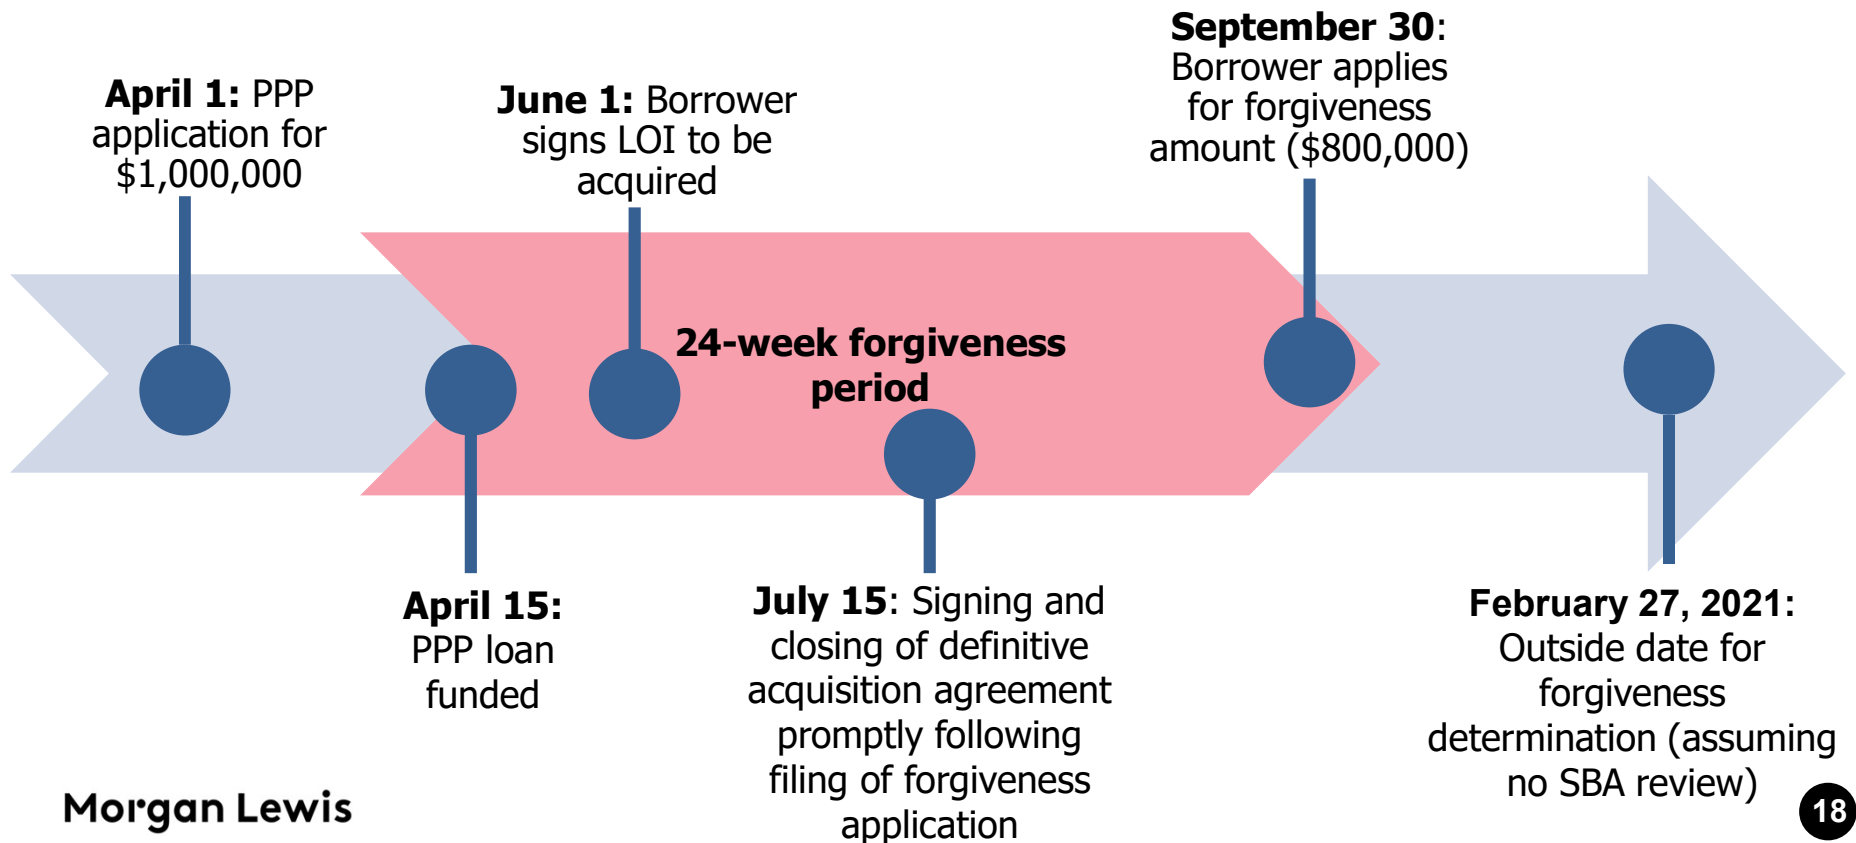 April 1: PPP
application for
$1,000,000
June 1: Borrower
signs LOI to be
acquired
September 30:
Borrower applies
for forgiveness
amount ($800,000)
24-week forgiveness
period
April 15:
PPP loan
funded
July 15: Signing and
closing of definitive
acquisition agreement
promptly following
filing of forgiveness
application
February 27, 2021:
Outside date for
forgiveness
determination (assuming
no SBA review)
Morgan Lewis
18